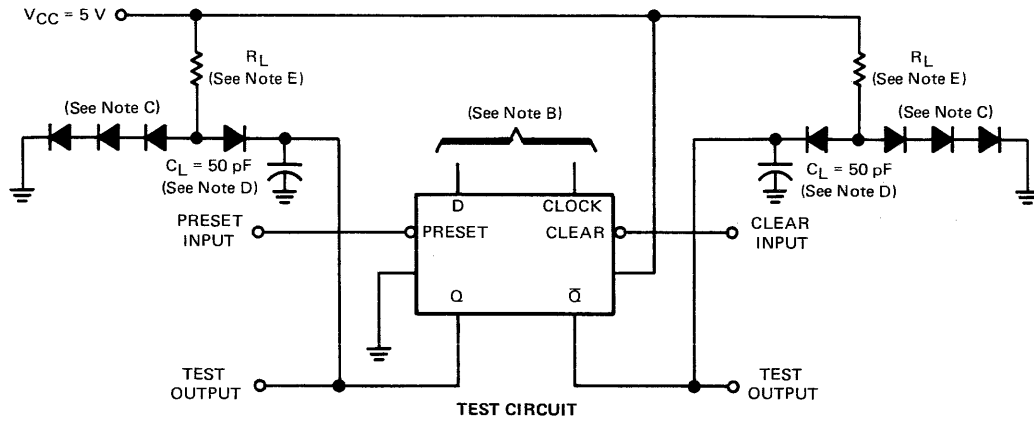 VCC = 5 V
RL
(See Note E)
RL
(See Note E)
(See Note C)
(See Note B)
(See Note C)
CL = 50 pF
(See Note D)
CL = 50 pF
(See Note D)
D
CLOCK
PRESET
INPUT
PRESET
CLEAR
CLEAR
INPUT
Q
Q̅
TEST
OUTPUT
TEST
OUTPUT
TEST CIRCUIT